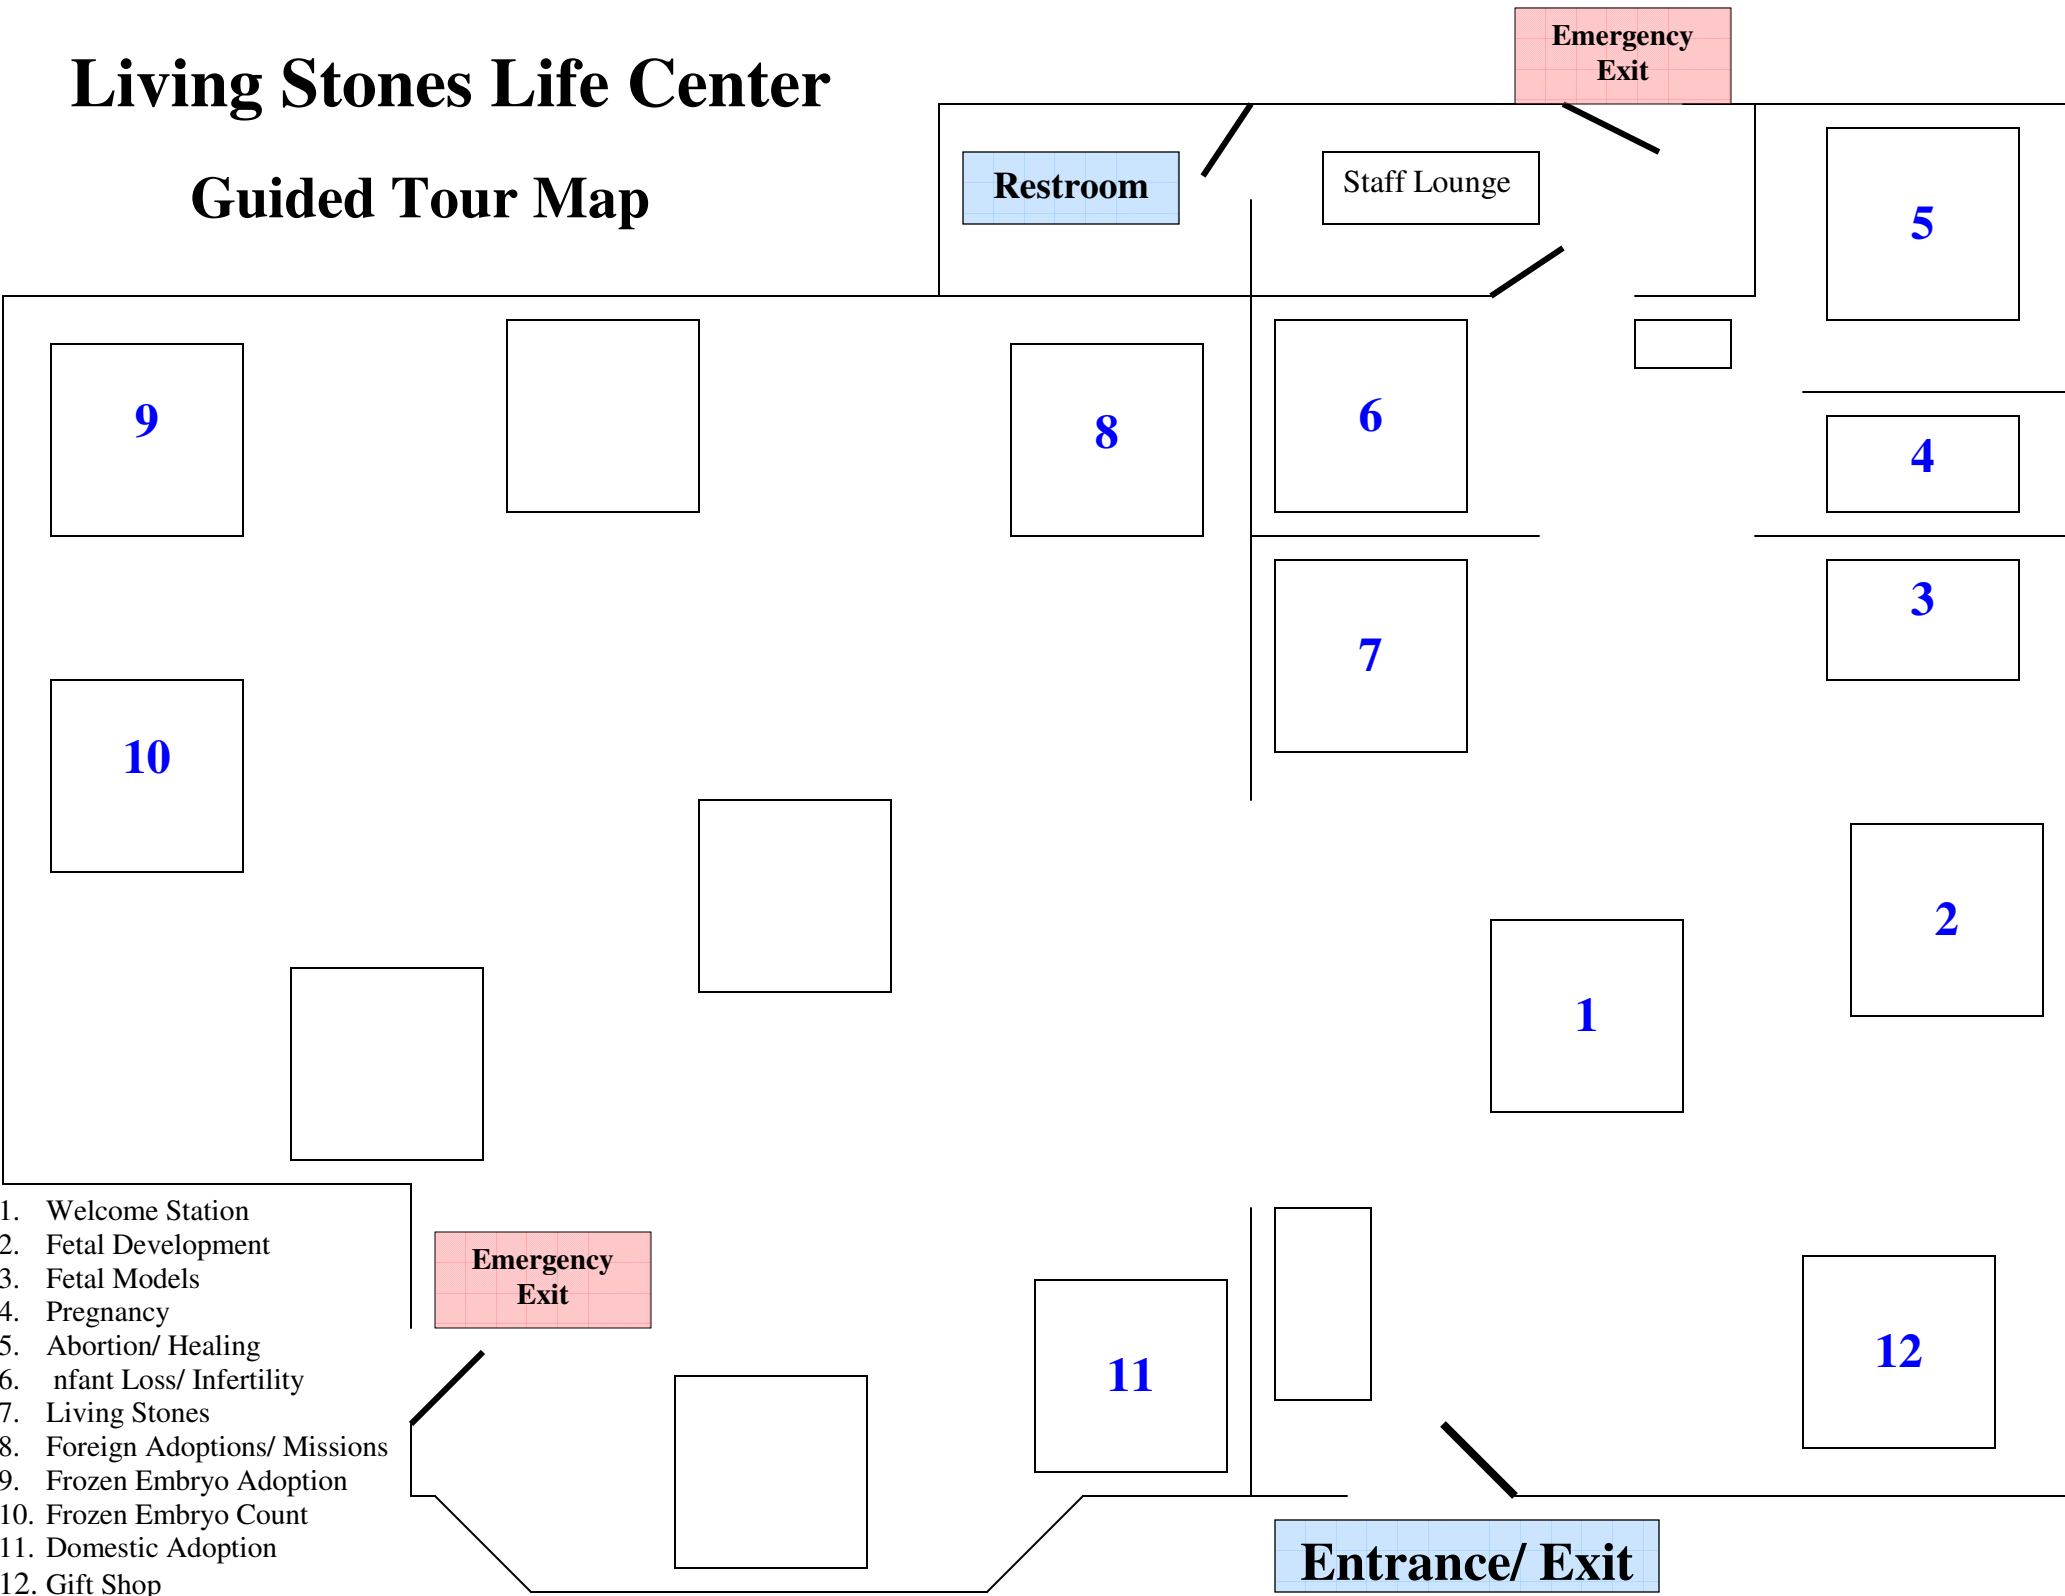 Living Stones Life Center
Guided Tour Map
Emergency
Exit
Restroom
Staff Lounge
5
9
8
6
4
3
7
10
2
1
1. Welcome Station
2. Fetal Development
3. Fetal Models
4. Pregnancy
5. Abortion/ Healing
6. nfant Loss/ Infertility
7. Living Stones
8. Foreign Adoptions/ Missions
9. Frozen Embryo Adoption
10. Frozen Embryo Count
11. Domestic Adoption
12. Gift Shop
Emergency
Exit
11
12
Entrance/ Exit